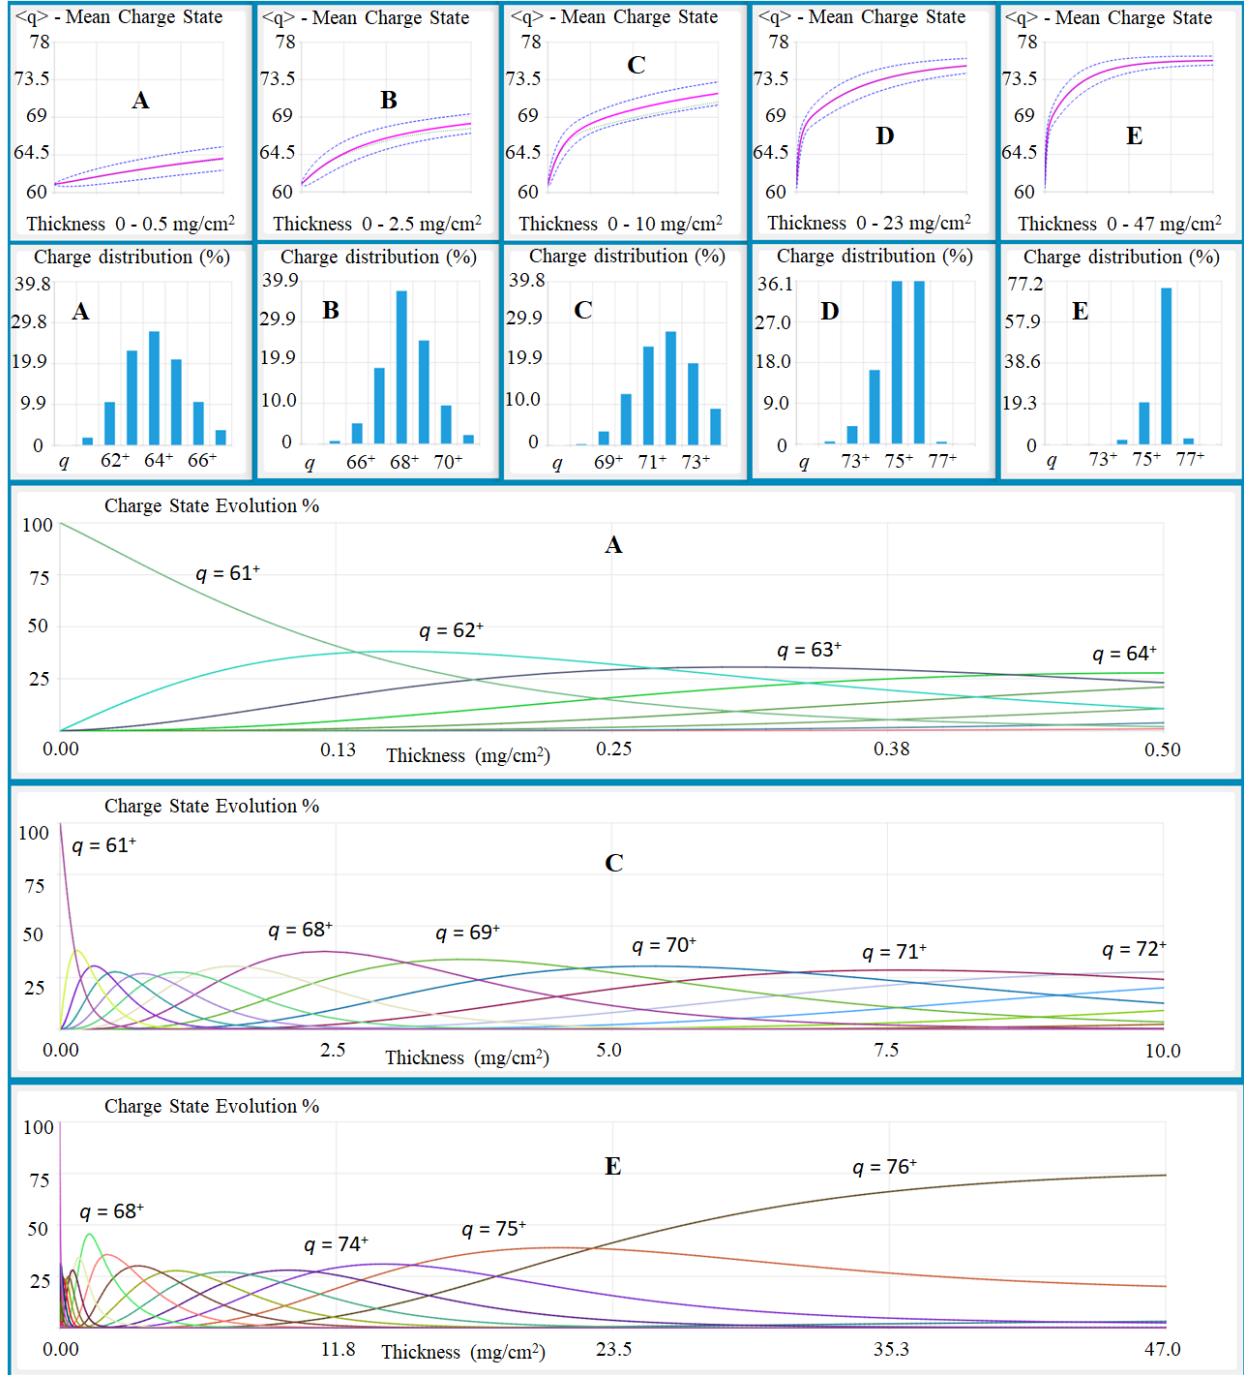 <q> - Mean Charge State
78
73.5
69
64.5
60
A
Thickness 0 - 0.5 mg/cm²
<q> - Mean Charge State
78
73.5
69
64.5
60
B
Thickness 0 - 2.5 mg/cm²
<q> - Mean Charge State
78
73.5
69
64.5
60
C
Thickness 0 - 10 mg/cm²
<q> - Mean Charge State
78
73.5
69
64.5
60
D
Thickness 0 - 23 mg/cm²
<q> - Mean Charge State
78
73.5
69
64.5
60
E
Thickness 0 - 47 mg/cm²
Charge distribution (%)
39.8
29.8
19.9
9.9
0
A
q 62⁺ 64⁺ 66⁺
Charge distribution (%)
39.9
29.9
19.9
10.0
0
B
q 66⁺ 68⁺ 70⁺
Charge distribution (%)
39.8
29.9
19.9
10.0
0
C
q 69⁺ 71⁺ 73⁺
Charge distribution (%)
36.1
27.0
18.0
9.0
0
D
q 73⁺ 75⁺ 77⁺
Charge distribution (%)
77.2
57.9
38.6
19.3
0
E
q 73⁺ 75⁺ 77⁺
Charge State Evolution %
100
75
50
25
A
q = 61⁺
q = 62⁺
q = 63⁺
q = 64⁺
0.00 0.13 0.25 0.38 0.50
Thickness (mg/cm²)
Charge State Evolution %
100
75
50
25
C
q = 61⁺
q = 68⁺
q = 69⁺
q = 70⁺
q = 71⁺
q = 72⁺
0.00 2.5 5.0 7.5 10.0
Thickness (mg/cm²)
Charge State Evolution %
100
75
50
25
E
q = 68⁺
q = 74⁺
q = 75⁺
q = 76⁺
0.00 11.8 23.5 35.3 47.0
Thickness (mg/cm²)